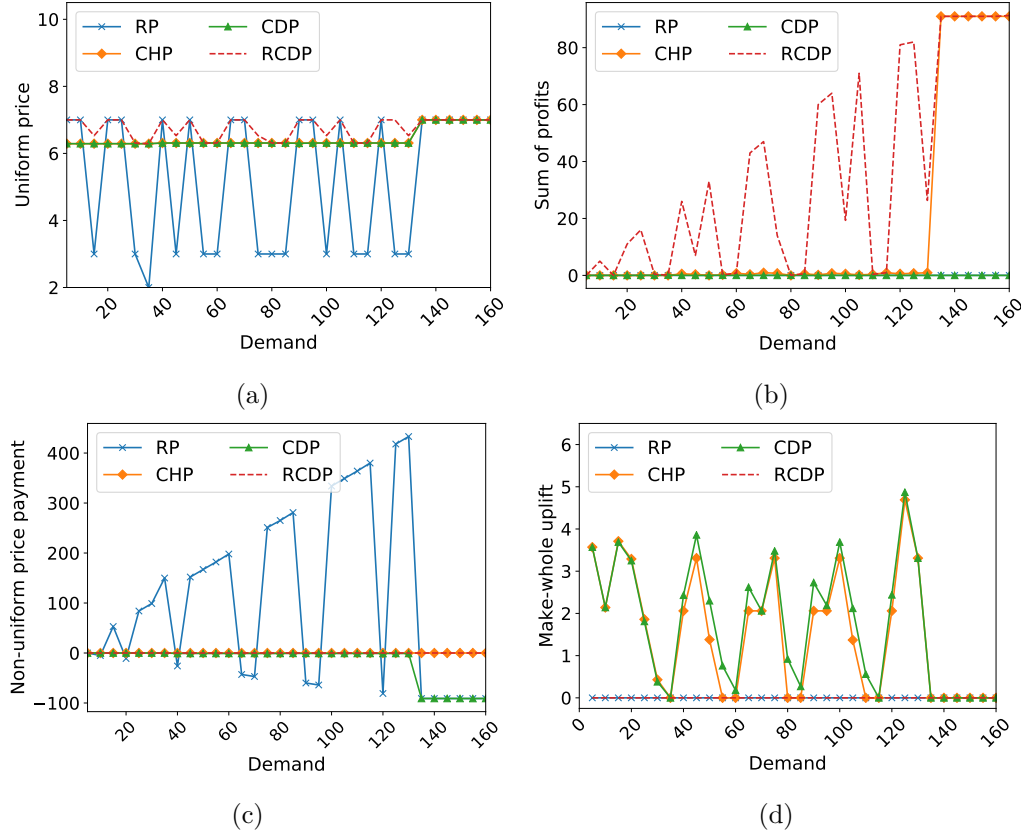 RP
CHP
CDP
RCDP
Uniform price
10
8
6
4
2
20
40
60
80
100
120
140
160
Demand
(a)
RP
CHP
CDP
RCDP
Sum of profits
80
60
40
20
0
20
40
60
80
100
120
140
160
Demand
(b)
RP
CHP
CDP
RCDP
Non-uniform price payment
400
300
200
100
0
−100
20
40
60
80
100
120
140
160
Demand
(c)
RP
CHP
CDP
RCDP
Make-whole uplift
6
5
4
3
2
1
0
0
20
40
60
80
100
120
140
160
Demand
(d)